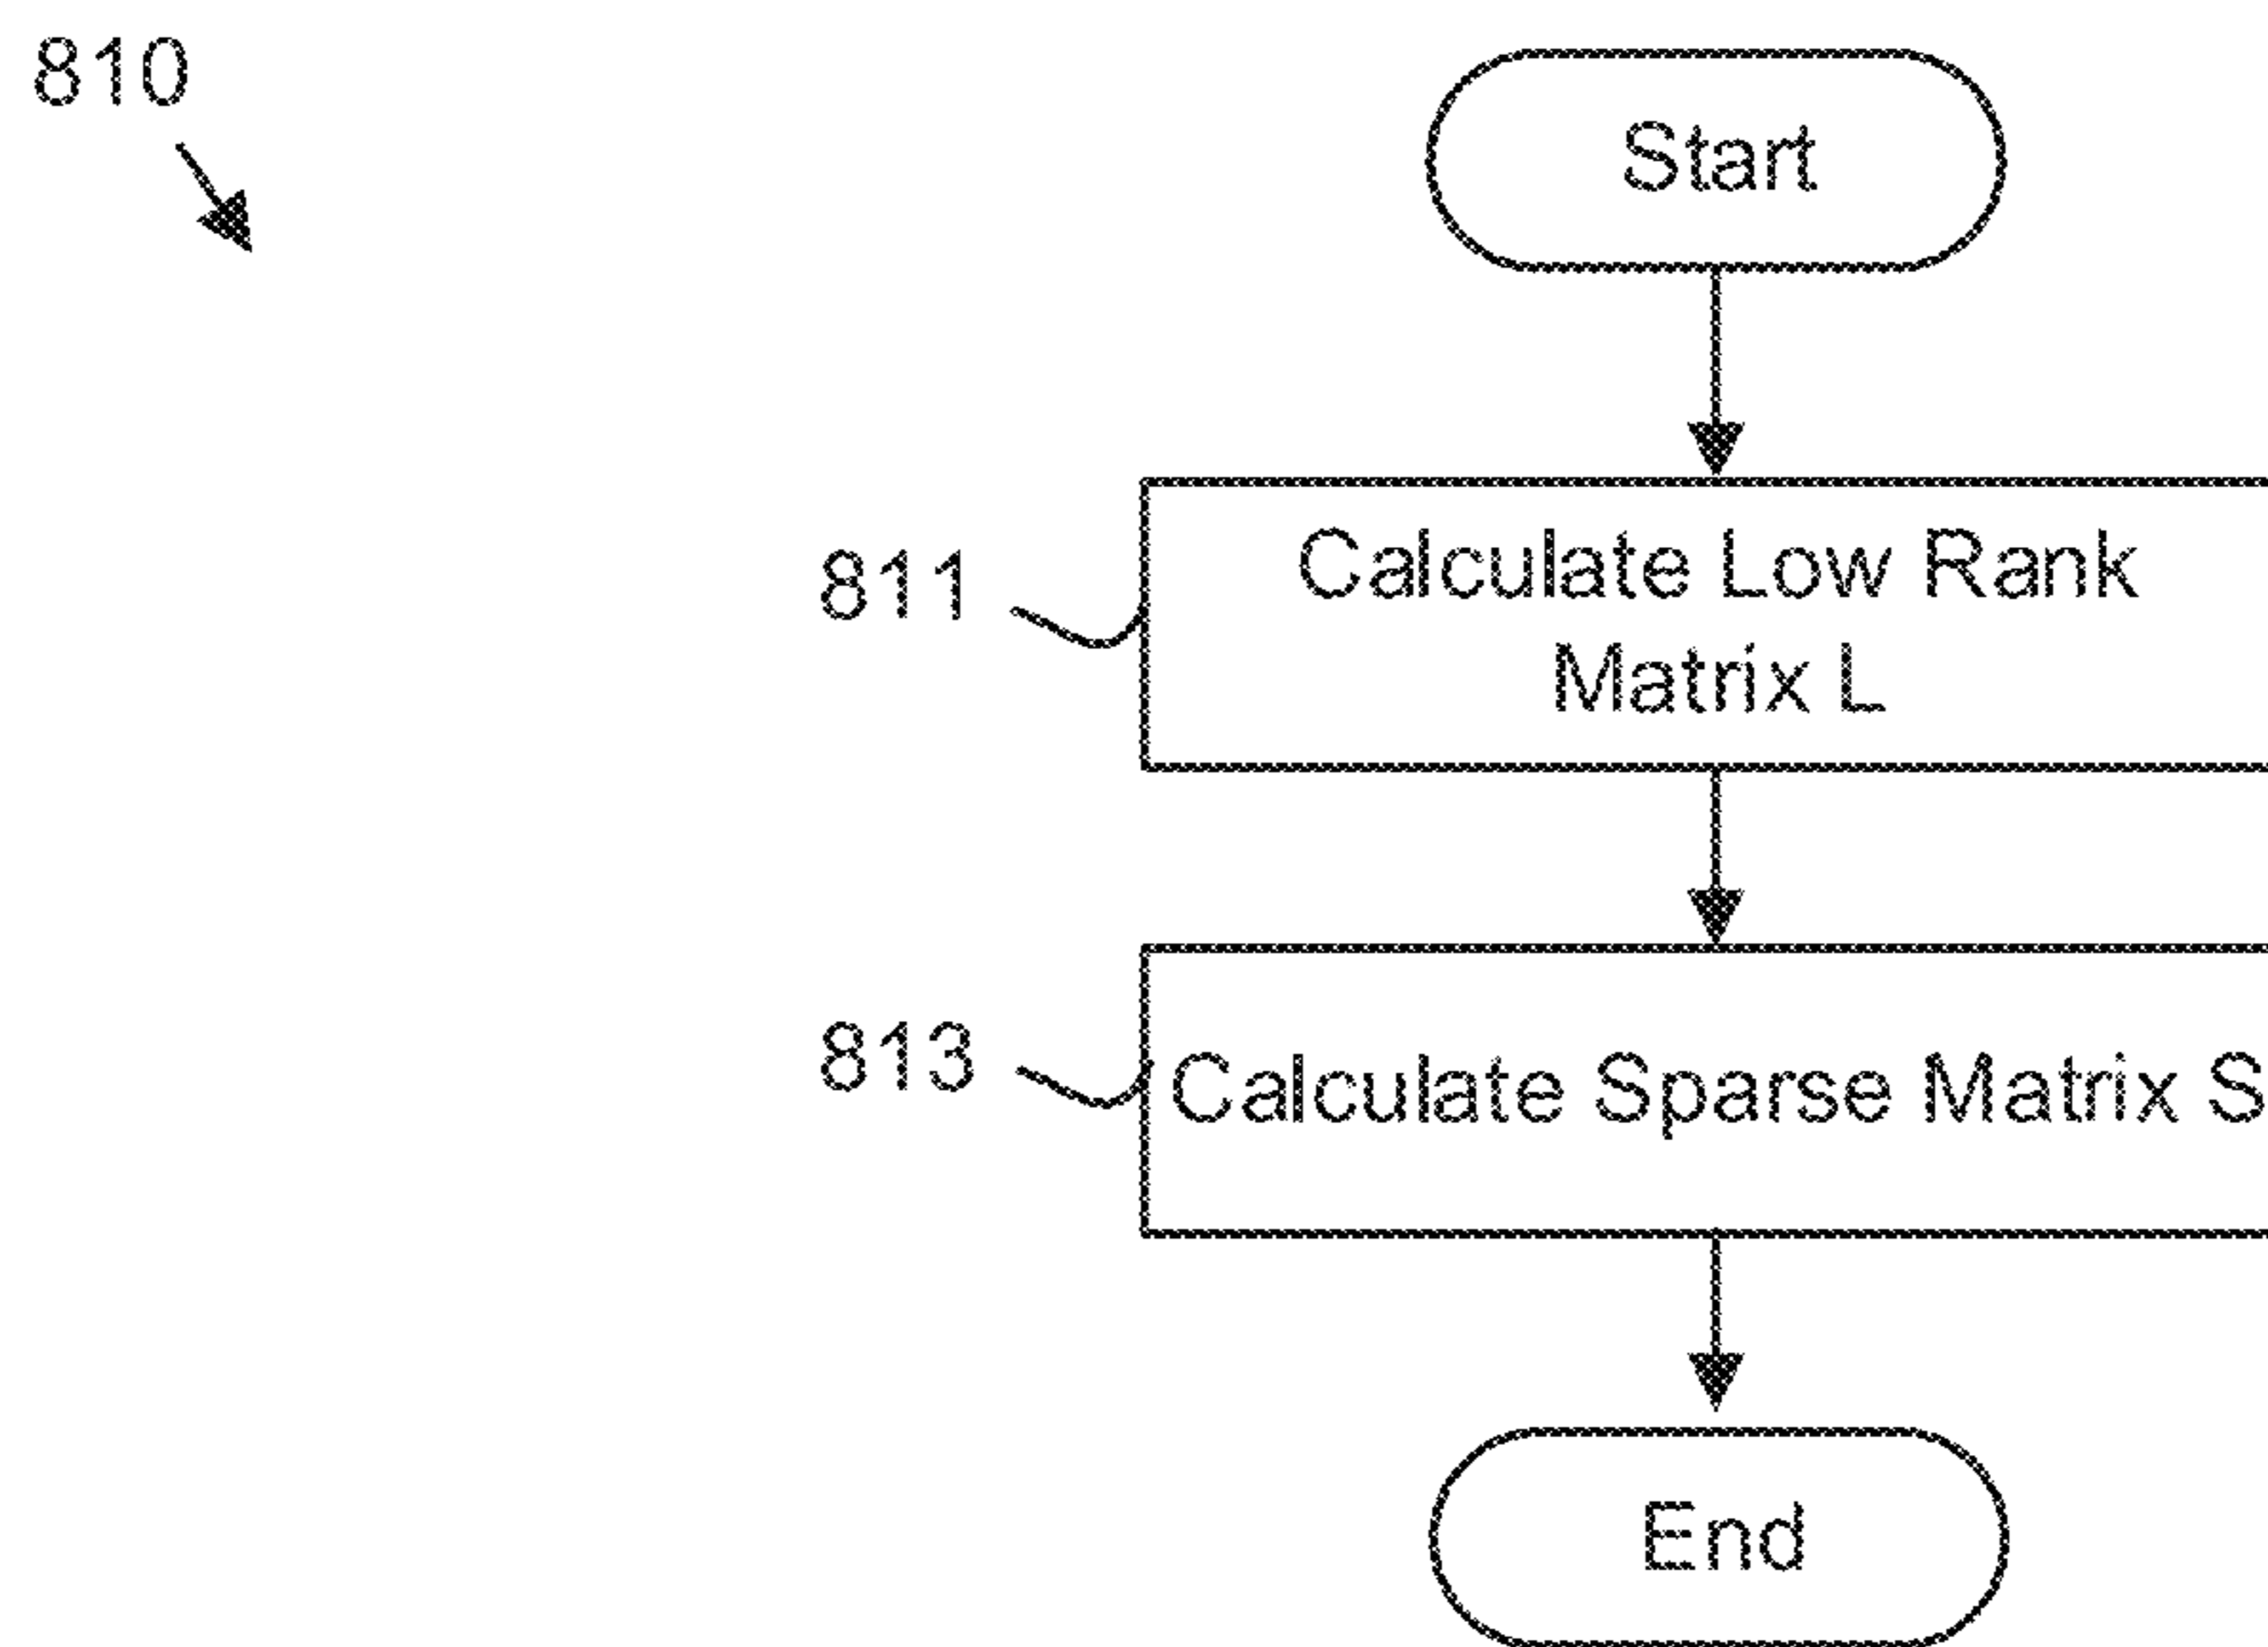 810
Start
811
Calculate Low Rank
Matrix L
813
Calculate Sparse Matrix S
End